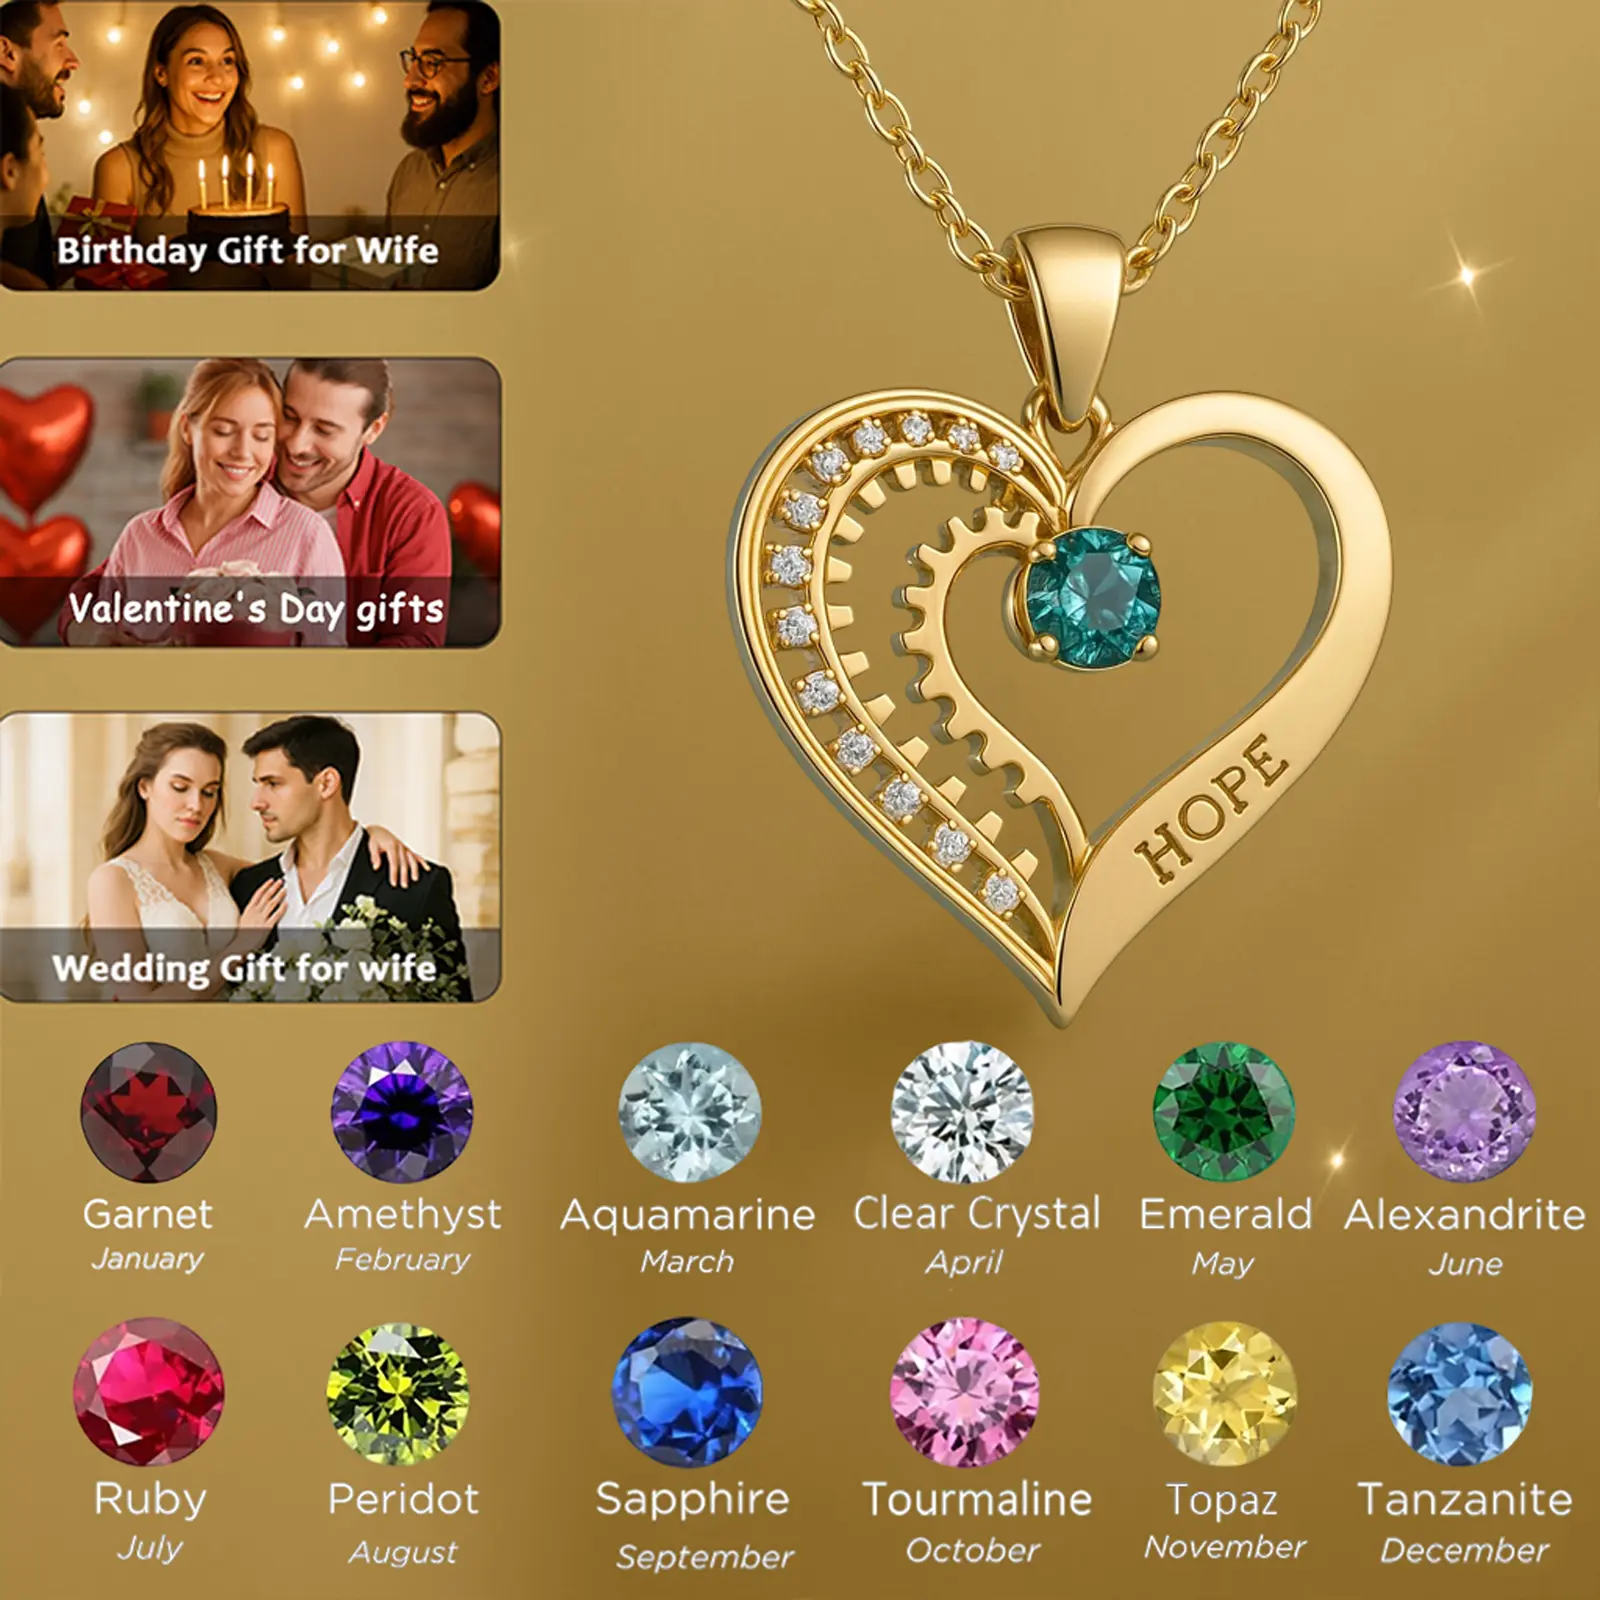 Birthday Gift for Wife
Valentine's Day gifts
Wedding Gift for wife
HOPE
Garnet
January
Amethyst
February
Aquamarine
March
Clear Crystal
April
Emerald
May
Alexandrite
June
Ruby
July
Peridot
August
Sapphire
September
Tourmaline
October
Topaz
November
Tanzanite
December